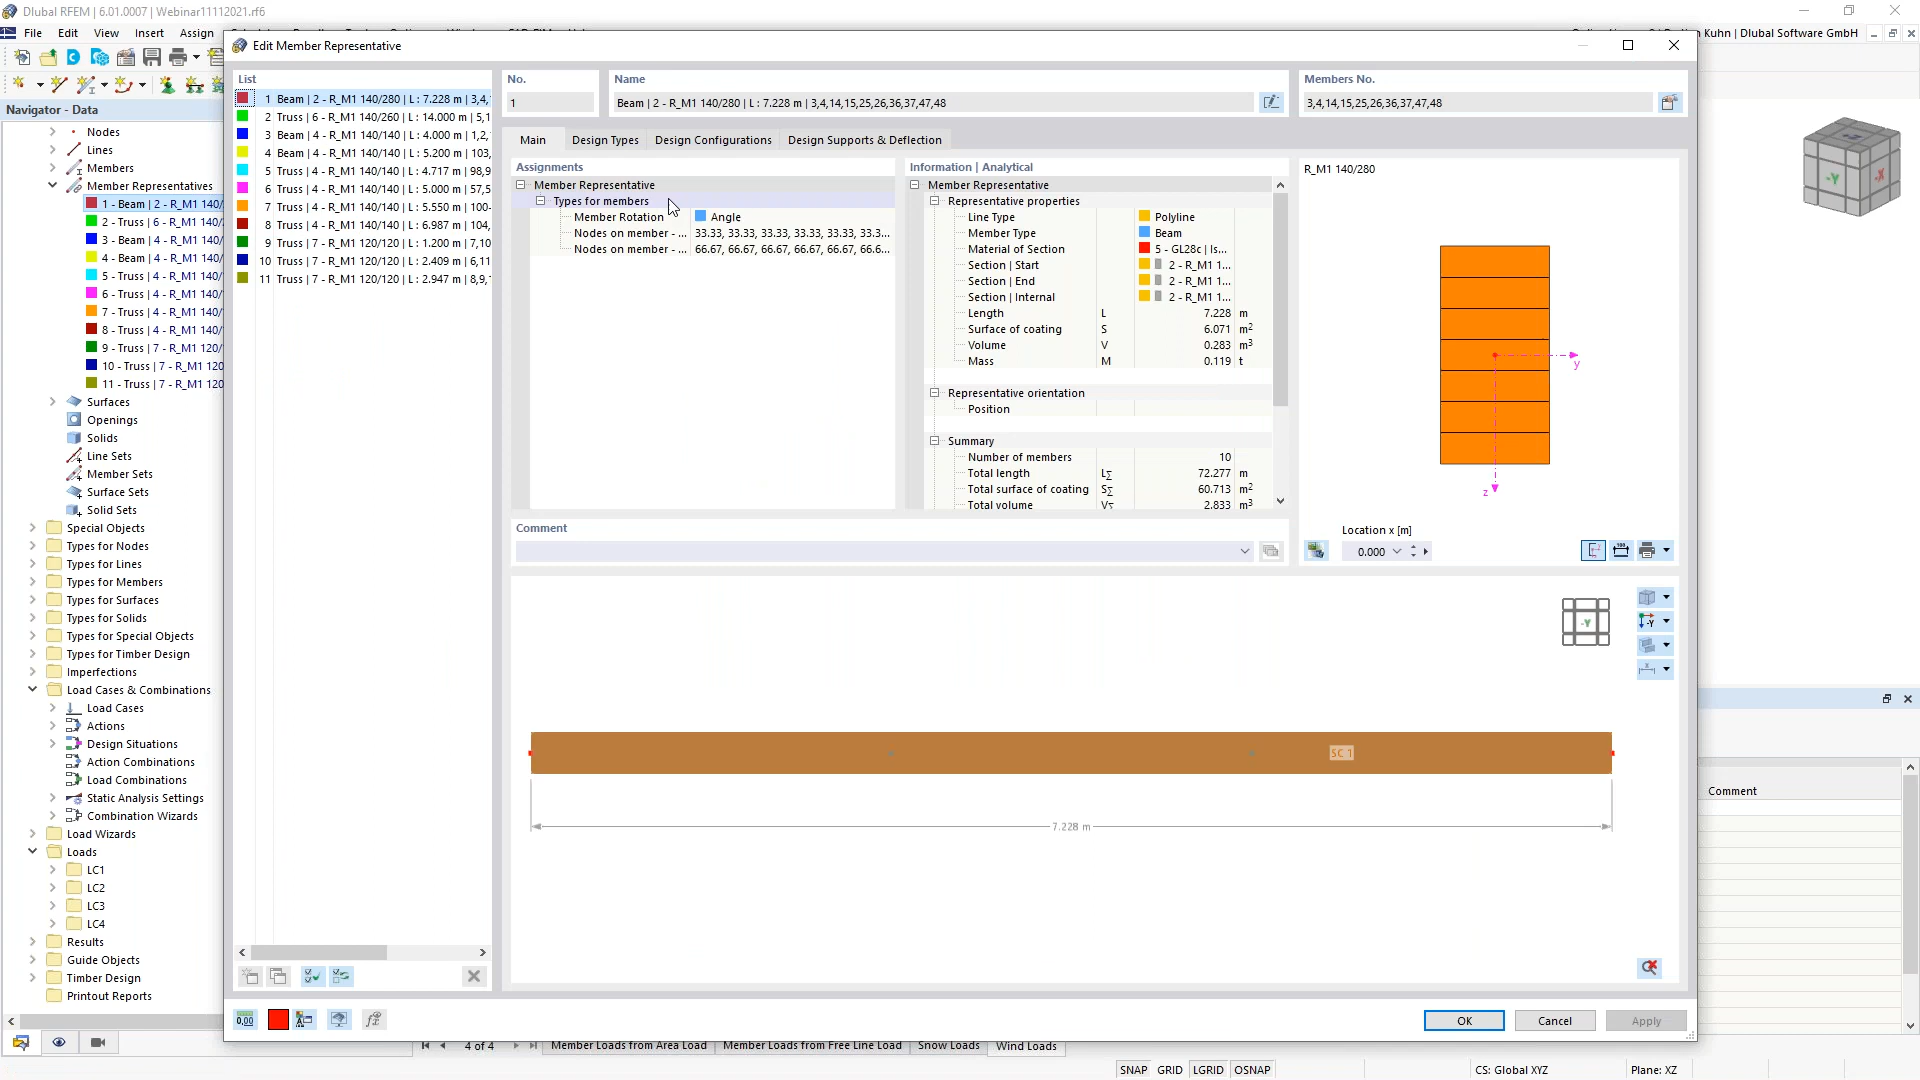 Dlubal RFEM | 6.01.0007 | Webinar11112021.rf6
File Edit View Insert Assign
Kuhn | Dlubal Software GmbH
Edit Member Representative
Navigator - Data
Nodes
Lines
Members
Member Representatives
1 - Beam | 2 - R_M1 140/
2 - Truss | 6 - R_M1 140/
3 - Beam | 4 - R_M1 140/
4 - Beam | 4 - R_M1 140/
5 - Truss | 4 - R_M1 140/
6 - Truss | 4 - R_M1 140/
7 - Truss | 4 - R_M1 140/
8 - Truss | 4 - R_M1 140/
9 - Truss | 7 - R_M1 120/
10 - Truss | 7 - R_M1 120
11 - Truss | 7 - R_M1 120
Surfaces
Openings
Solids
Line Sets
Member Sets
Surface Sets
Solid Sets
Special Objects
Types for Nodes
Types for Lines
Types for Members
Types for Surfaces
Types for Solids
Types for Special Objects
Types for Timber Design
Imperfections
Load Cases & Combinations
Load Cases
Actions
Design Situations
Action Combinations
Load Combinations
Static Analysis Settings
Combination Wizards
Load Wizards
Loads
LC1
LC2
LC3
LC4
Results
Guide Objects
Timber Design
Printout Reports
List
1 Beam | 2 - R_M1 140/280 | L : 7.228 m | 3,4,
2 Truss | 6 - R_M1 140/260 | L : 14.000 m | 5,1
3 Beam | 4 - R_M1 140/140 | L : 4.000 m | 1,2,
4 Beam | 4 - R_M1 140/140 | L : 5.200 m | 103,
5 Truss | 4 - R_M1 140/140 | L : 4.717 m | 98,9
6 Truss | 4 - R_M1 140/140 | L : 5.000 m | 57,5
7 Truss | 4 - R_M1 140/140 | L : 5.550 m | 100-
8 Truss | 4 - R_M1 140/140 | L : 6.987 m | 104,
9 Truss | 7 - R_M1 120/120 | L : 1.200 m | 7,10
10 Truss | 7 - R_M1 120/120 | L : 2.409 m | 6,11
11 Truss | 7 - R_M1 120/120 | L : 2.947 m | 8,9,
No.
1
Name
Beam | 2 - R_M1 140/280 | L : 7.228 m | 3,4,14,15,25,26,36,37,47,48
Members No.
3,4,14,15,25,26,36,37,47,48
Main Design Types Design Configurations Design Supports & Deflection
Assignments
Member Representative
Types for members
Member Rotation Angle
Nodes on member - ... 33.33, 33.33, 33.33, 33.33, 33.33, 33.3...
Nodes on member - ... 66.67, 66.67, 66.67, 66.67, 66.67, 66.6...
Information | Analytical
Member Representative
Representative properties
Line Type Polyline
Member Type Beam
Material of Section 5 - GL28c | Is...
Section | Start 2 - R_M1 1...
Section | End 2 - R_M1 1...
Section | Internal 2 - R_M1 1...
Length L 7.228 m
Surface of coating S 6.071 m2
Volume V 0.283 m3
Mass M 0.119 t
Representative orientation
Position
Summary
Number of members 10
Total length LΣ 72.277 m
Total surface of coating SΣ 60.713 m2
Total volume VΣ 2.833 m3
R_M1 140/280
y
z
Comment
Location x [m]
0.000
-Y
-X
-Y
-Y
SC 1
7.228 m
0,00
OK Cancel Apply
Comment
4 of 4 Member Loads from Area Load Member Loads from Free Line Load Snow Loads Wind Loads
SNAP GRID LGRID OSNAP
CS: Global XYZ
Plane: XZ